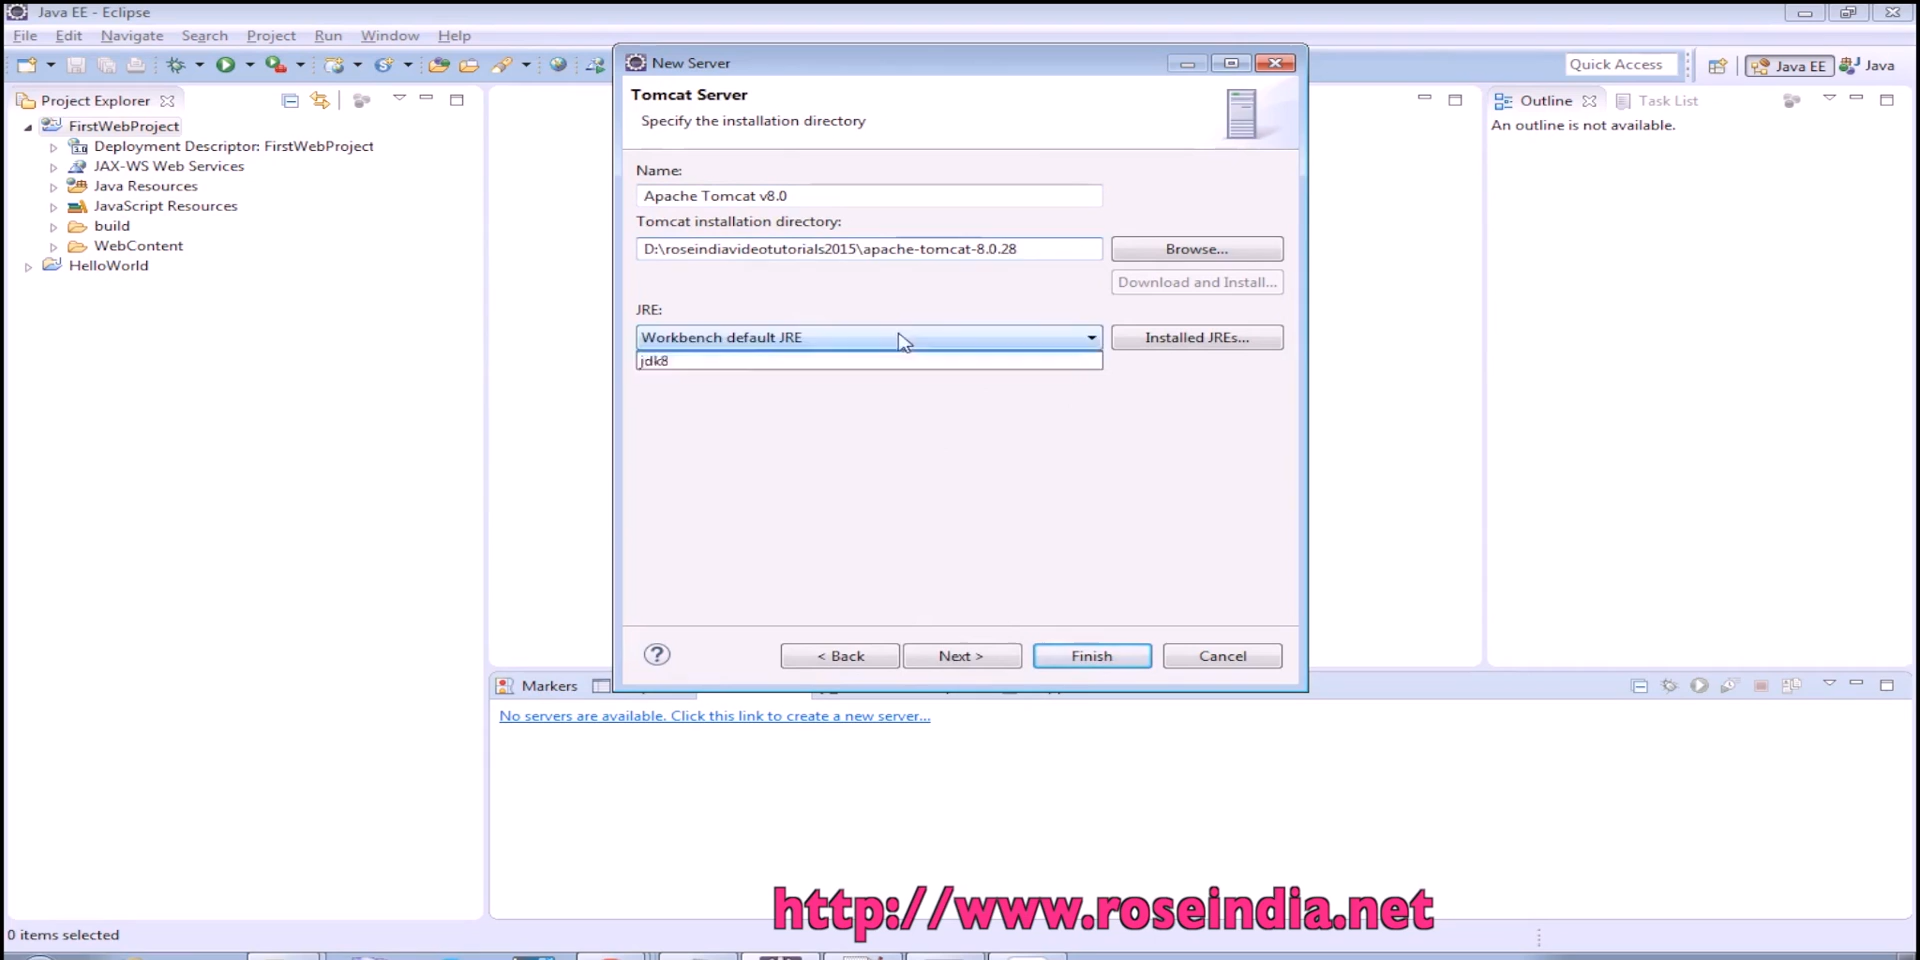 Java EE - Eclipse
File Edit Navigate Search Project Run Window Help
Quick Access
Java EE
Java
Project Explorer
FirstWebProject
Deployment Descriptor: FirstWebProject
JAX-WS Web Services
Java Resources
JavaScript Resources
build
WebContent
HelloWorld
New Server
Tomcat Server
Specify the installation directory
Name:
Apache Tomcat v8.0
Tomcat installation directory:
D:\roseindiavideotutorials2015\apache-tomcat-8.0.28
Browse...
Download and Install...
JRE:
Workbench default JRE
Installed JREs...
jdk8
? < Back Next > Finish Cancel
Outline
Task List
An outline is not available.
Markers
No servers are available. Click this link to create a new server...
http://www.roseindia.net
0 items selected